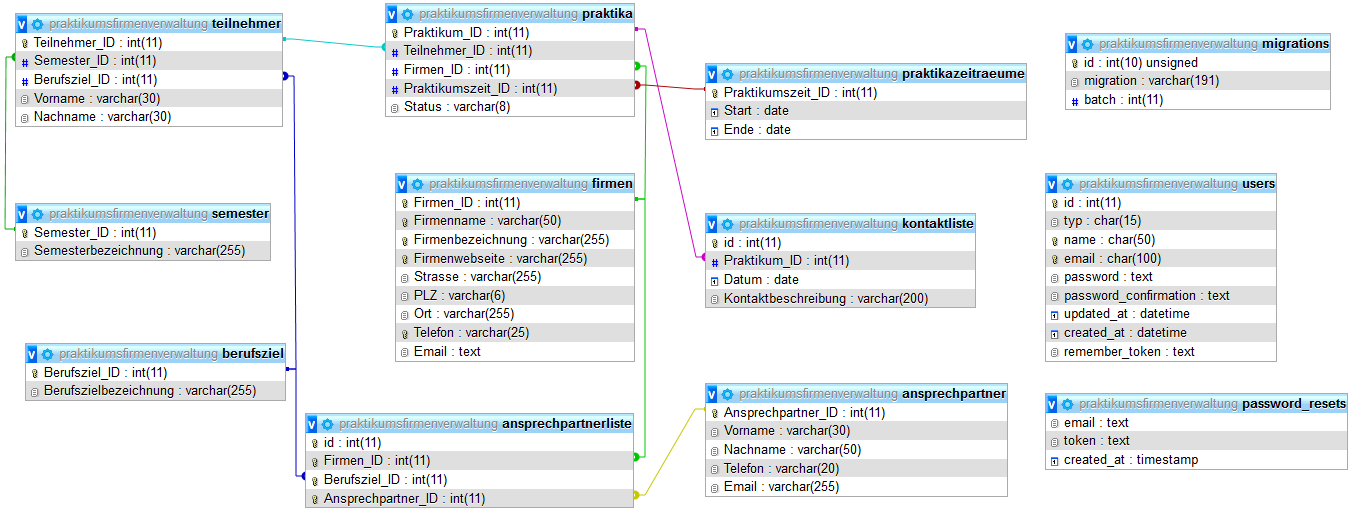 v praktikumsfirmenverwaltung teilnehmer
Teilnehmer_ID : int(11)
# Semester_ID : int(11)
# Berufsziel_ID : int(11)
Vorname : varchar(30)
Nachname : varchar(30)
v praktikumsfirmenverwaltung praktika
Praktikum_ID : int(11)
# Teilnehmer_ID : int(11)
# Firmen_ID : int(11)
# Praktikumszeit_ID : int(11)
Status : varchar(8)
v praktikumsfirmenverwaltung praktikazeitraeume
Praktikumszeit_ID : int(11)
Start : date
Ende : date
v praktikumsfirmenverwaltung migrations
id : int(10) unsigned
migration : varchar(191)
# batch : int(11)
v praktikumsfirmenverwaltung semester
Semester_ID : int(11)
Semesterbezeichnung : varchar(255)
v praktikumsfirmenverwaltung firmen
Firmen_ID : int(11)
Firmenname : varchar(50)
Firmenbezeichnung : varchar(255)
Firmenwebseite : varchar(255)
Strasse : varchar(255)
PLZ : varchar(6)
Ort : varchar(255)
Telefon : varchar(25)
Email : text
v praktikumsfirmenverwaltung kontaktliste
id : int(11)
# Praktikum_ID : int(11)
Datum : date
Kontaktbeschreibung : varchar(200)
v praktikumsfirmenverwaltung users
id : int(11)
typ : char(15)
name : char(50)
email : char(100)
password : text
password_confirmation : text
updated_at : datetime
created_at : datetime
remember_token : text
v praktikumsfirmenverwaltung berufsziel
Berufsziel_ID : int(11)
Berufszielbezeichnung : varchar(255)
v praktikumsfirmenverwaltung ansprechpartnerliste
id : int(11)
Firmen_ID : int(11)
Berufsziel_ID : int(11)
Ansprechpartner_ID : int(11)
v praktikumsfirmenverwaltung ansprechpartner
Ansprechpartner_ID : int(11)
Vorname : varchar(30)
Nachname : varchar(50)
Telefon : varchar(20)
Email : varchar(255)
v praktikumsfirmenverwaltung password_resets
email : text
token : text
created_at : timestamp